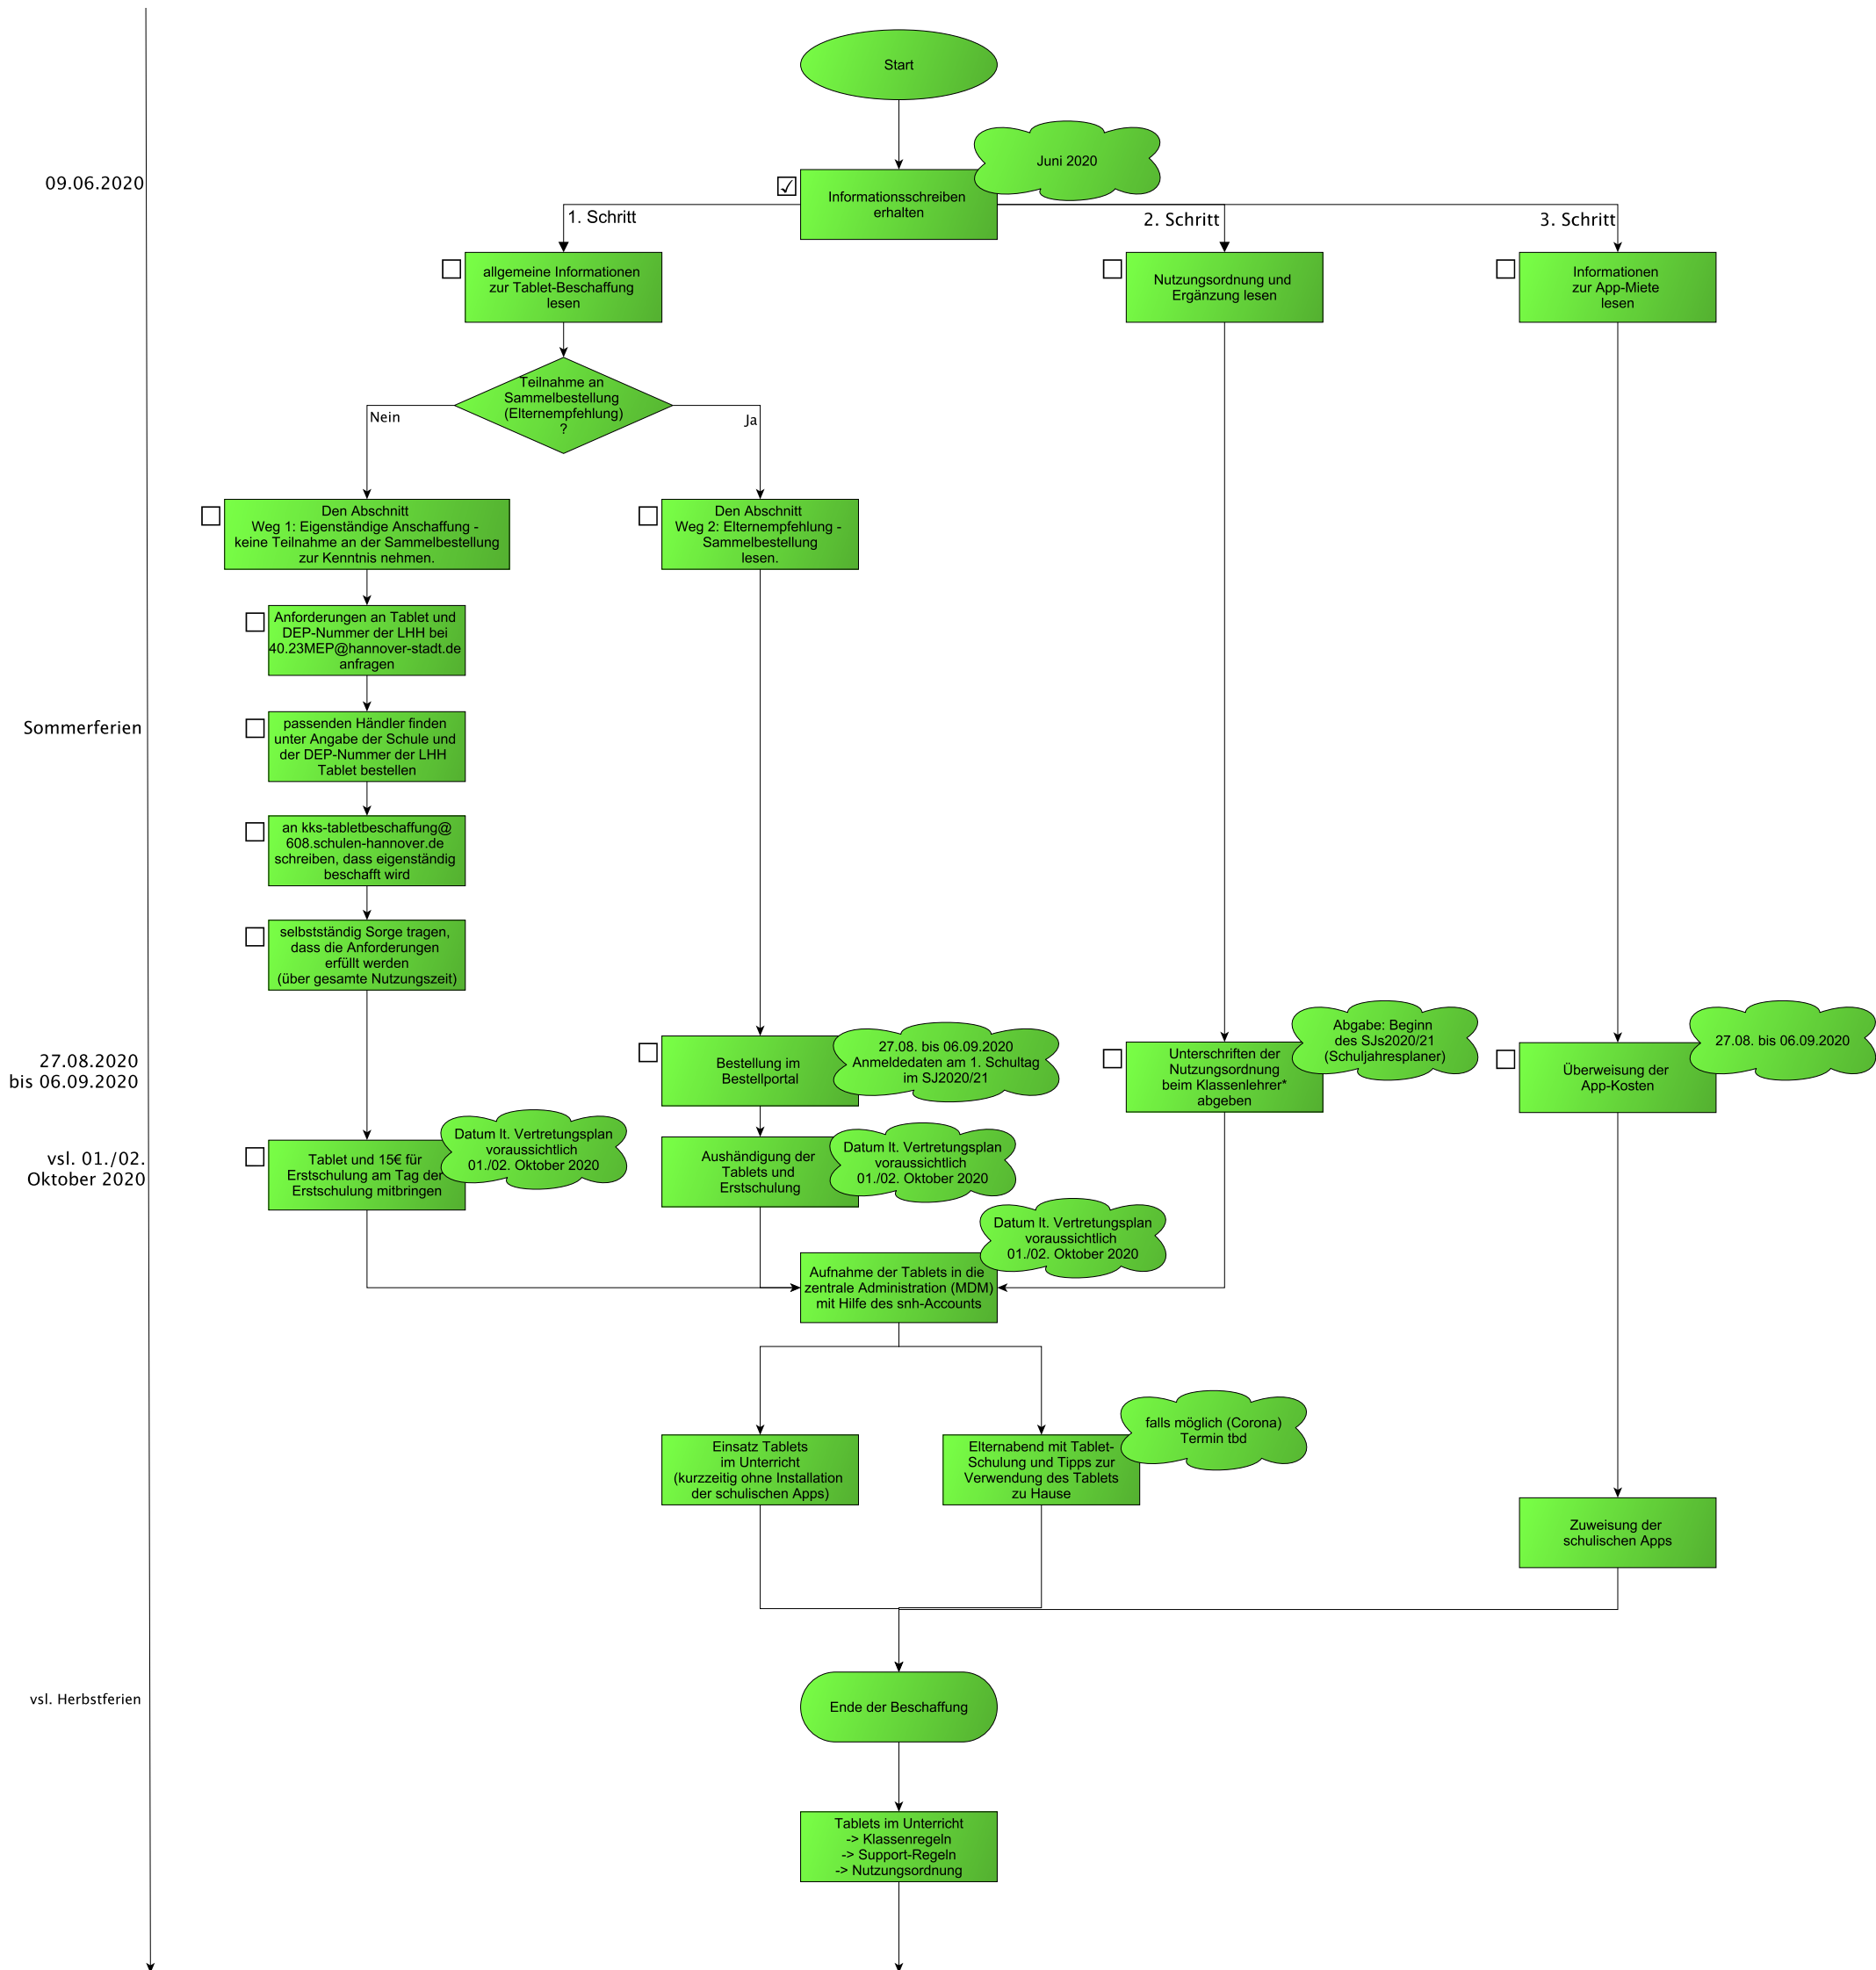 Start
Juni 2020
09.06.2020
☑
Informationsschreiben
erhalten
1. Schritt
2. Schritt
3. Schritt
allgemeine Informationen
zur Tablet-Beschaffung
lesen
Nutzungsordnung und
Ergänzung lesen
Informationen
zur App-Miete
lesen
Teilnahme an
Sammelbestellung
(Elternempfehlung)
?
Nein
Ja
Den Abschnitt
Weg 1: Eigenständige Anschaffung -
keine Teilnahme an der Sammelbestellung
zur Kenntnis nehmen.
Den Abschnitt
Weg 2: Elternempfehlung -
Sammelbestellung
lesen.
Anforderungen an Tablet und
DEP-Nummer der LHH bei
40.23MEP@hannover-stadt.de
anfragen
Sommerferien
passenden Händler finden
unter Angabe der Schule und
der DEP-Nummer der LHH
Tablet bestellen
an kks-tabletbeschaffung@
608.schulen-hannover.de
schreiben, dass eigenständig
beschafft wird
selbstständig Sorge tragen,
dass die Anforderungen
erfüllt werden
(über gesamte Nutzungszeit)
27.08.2020
bis 06.09.2020
Bestellung im
Bestellportal
27.08. bis 06.09.2020
Anmeldedaten am 1. Schultag
im SJ2020/21
Unterschriften der
Nutzungsordnung
beim Klassenlehrer*
abgeben
Abgabe: Beginn
des SJs2020/21
(Schuljahresplaner)
Überweisung der
App-Kosten
27.08. bis 06.09.2020
vsl. 01./02.
Oktober 2020
Tablet und 15€ für
Erstschulung am Tag der
Erstschulung mitbringen
Datum lt. Vertretungsplan
voraussichtlich
01./02. Oktober 2020
Aushändigung der
Tablets und
Erstschulung
Datum lt. Vertretungsplan
voraussichtlich
01./02. Oktober 2020
Datum lt. Vertretungsplan
voraussichtlich
01./02. Oktober 2020
Aufnahme der Tablets in die
zentrale Administration (MDM)
mit Hilfe des snh-Accounts
Einsatz Tablets
im Unterricht
(kurzzeitig ohne Installation
der schulischen Apps)
Elternabend mit Tablet-
Schulung und Tipps zur
Verwendung des Tablets
zu Hause
falls möglich (Corona)
Termin tbd
Zuweisung der
schulischen Apps
vsl. Herbstferien
Ende der Beschaffung
Tablets im Unterricht
-> Klassenregeln
-> Support-Regeln
-> Nutzungsordnung